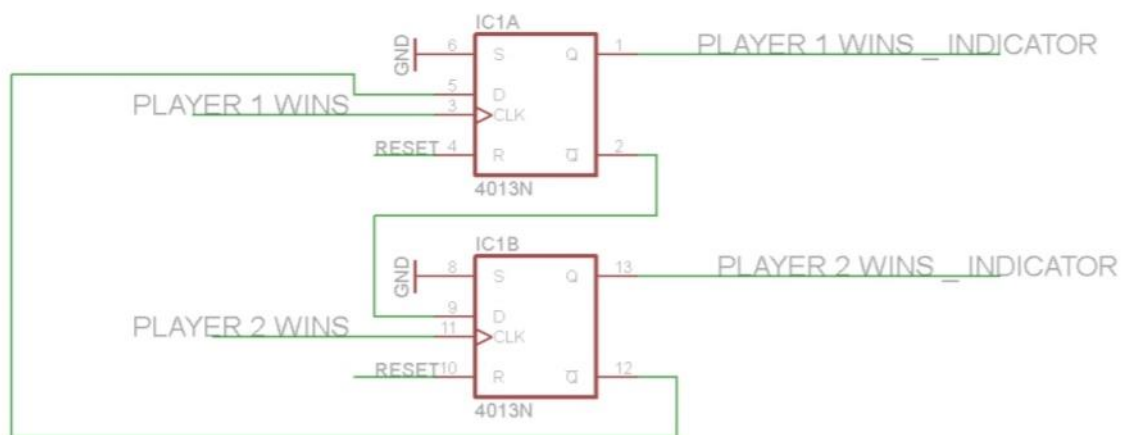 IC1A
GND 6 S Q 1 PLAYER 1 WINS _ INDICATOR
5 D
PLAYER 1 WINS 3 CLK
RESET 4 R Q 2
4013N
IC1B
GND 8 S Q 13 PLAYER 2 WINS _ INDICATOR
9 D
PLAYER 2 WINS 11 CLK
RESET 10 R Q 12
4013N